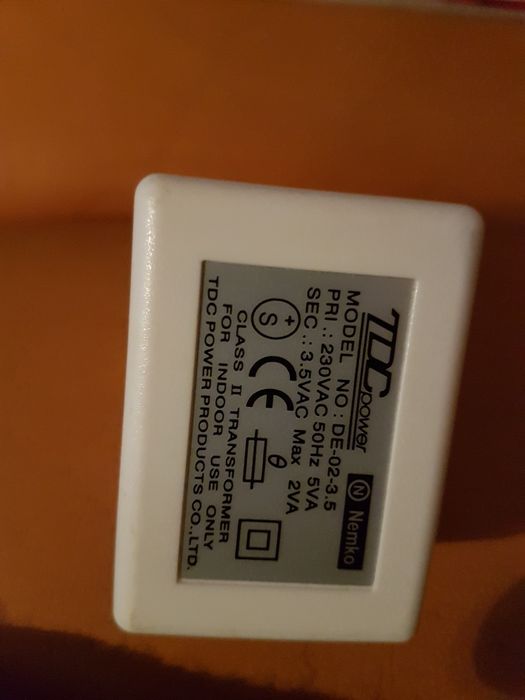 TDC power
N Nemko
MODEL NO : DE-02-3.5
PRI .: 230VAC 50Hz 5VA
SEC .: 3.5VAC Max 2VA
+ S CE θ
CLASS II TRANSFORMER
FOR INDOOR USE ONLY
TDC POWER PRODUCTS CO., LTD.